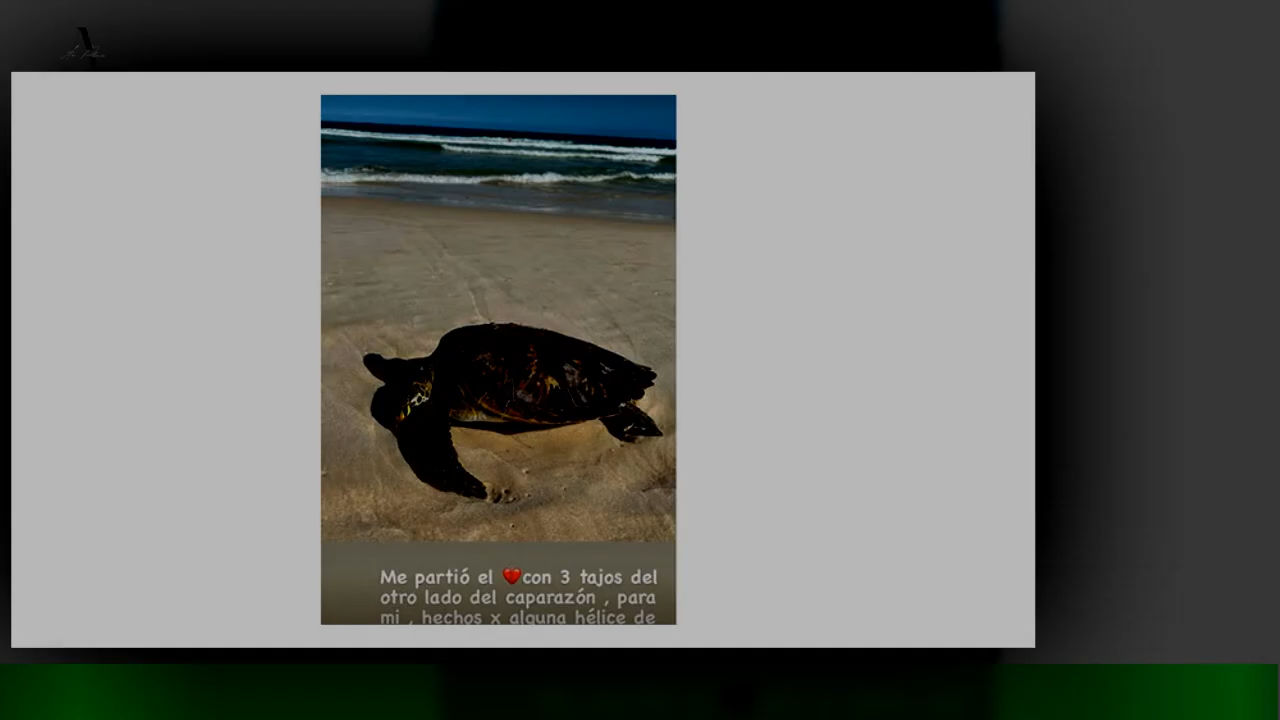 Me partió el ❤️con 3 tajos del
otro lado del caparazón , para
mi , hechos x alguna hélice de